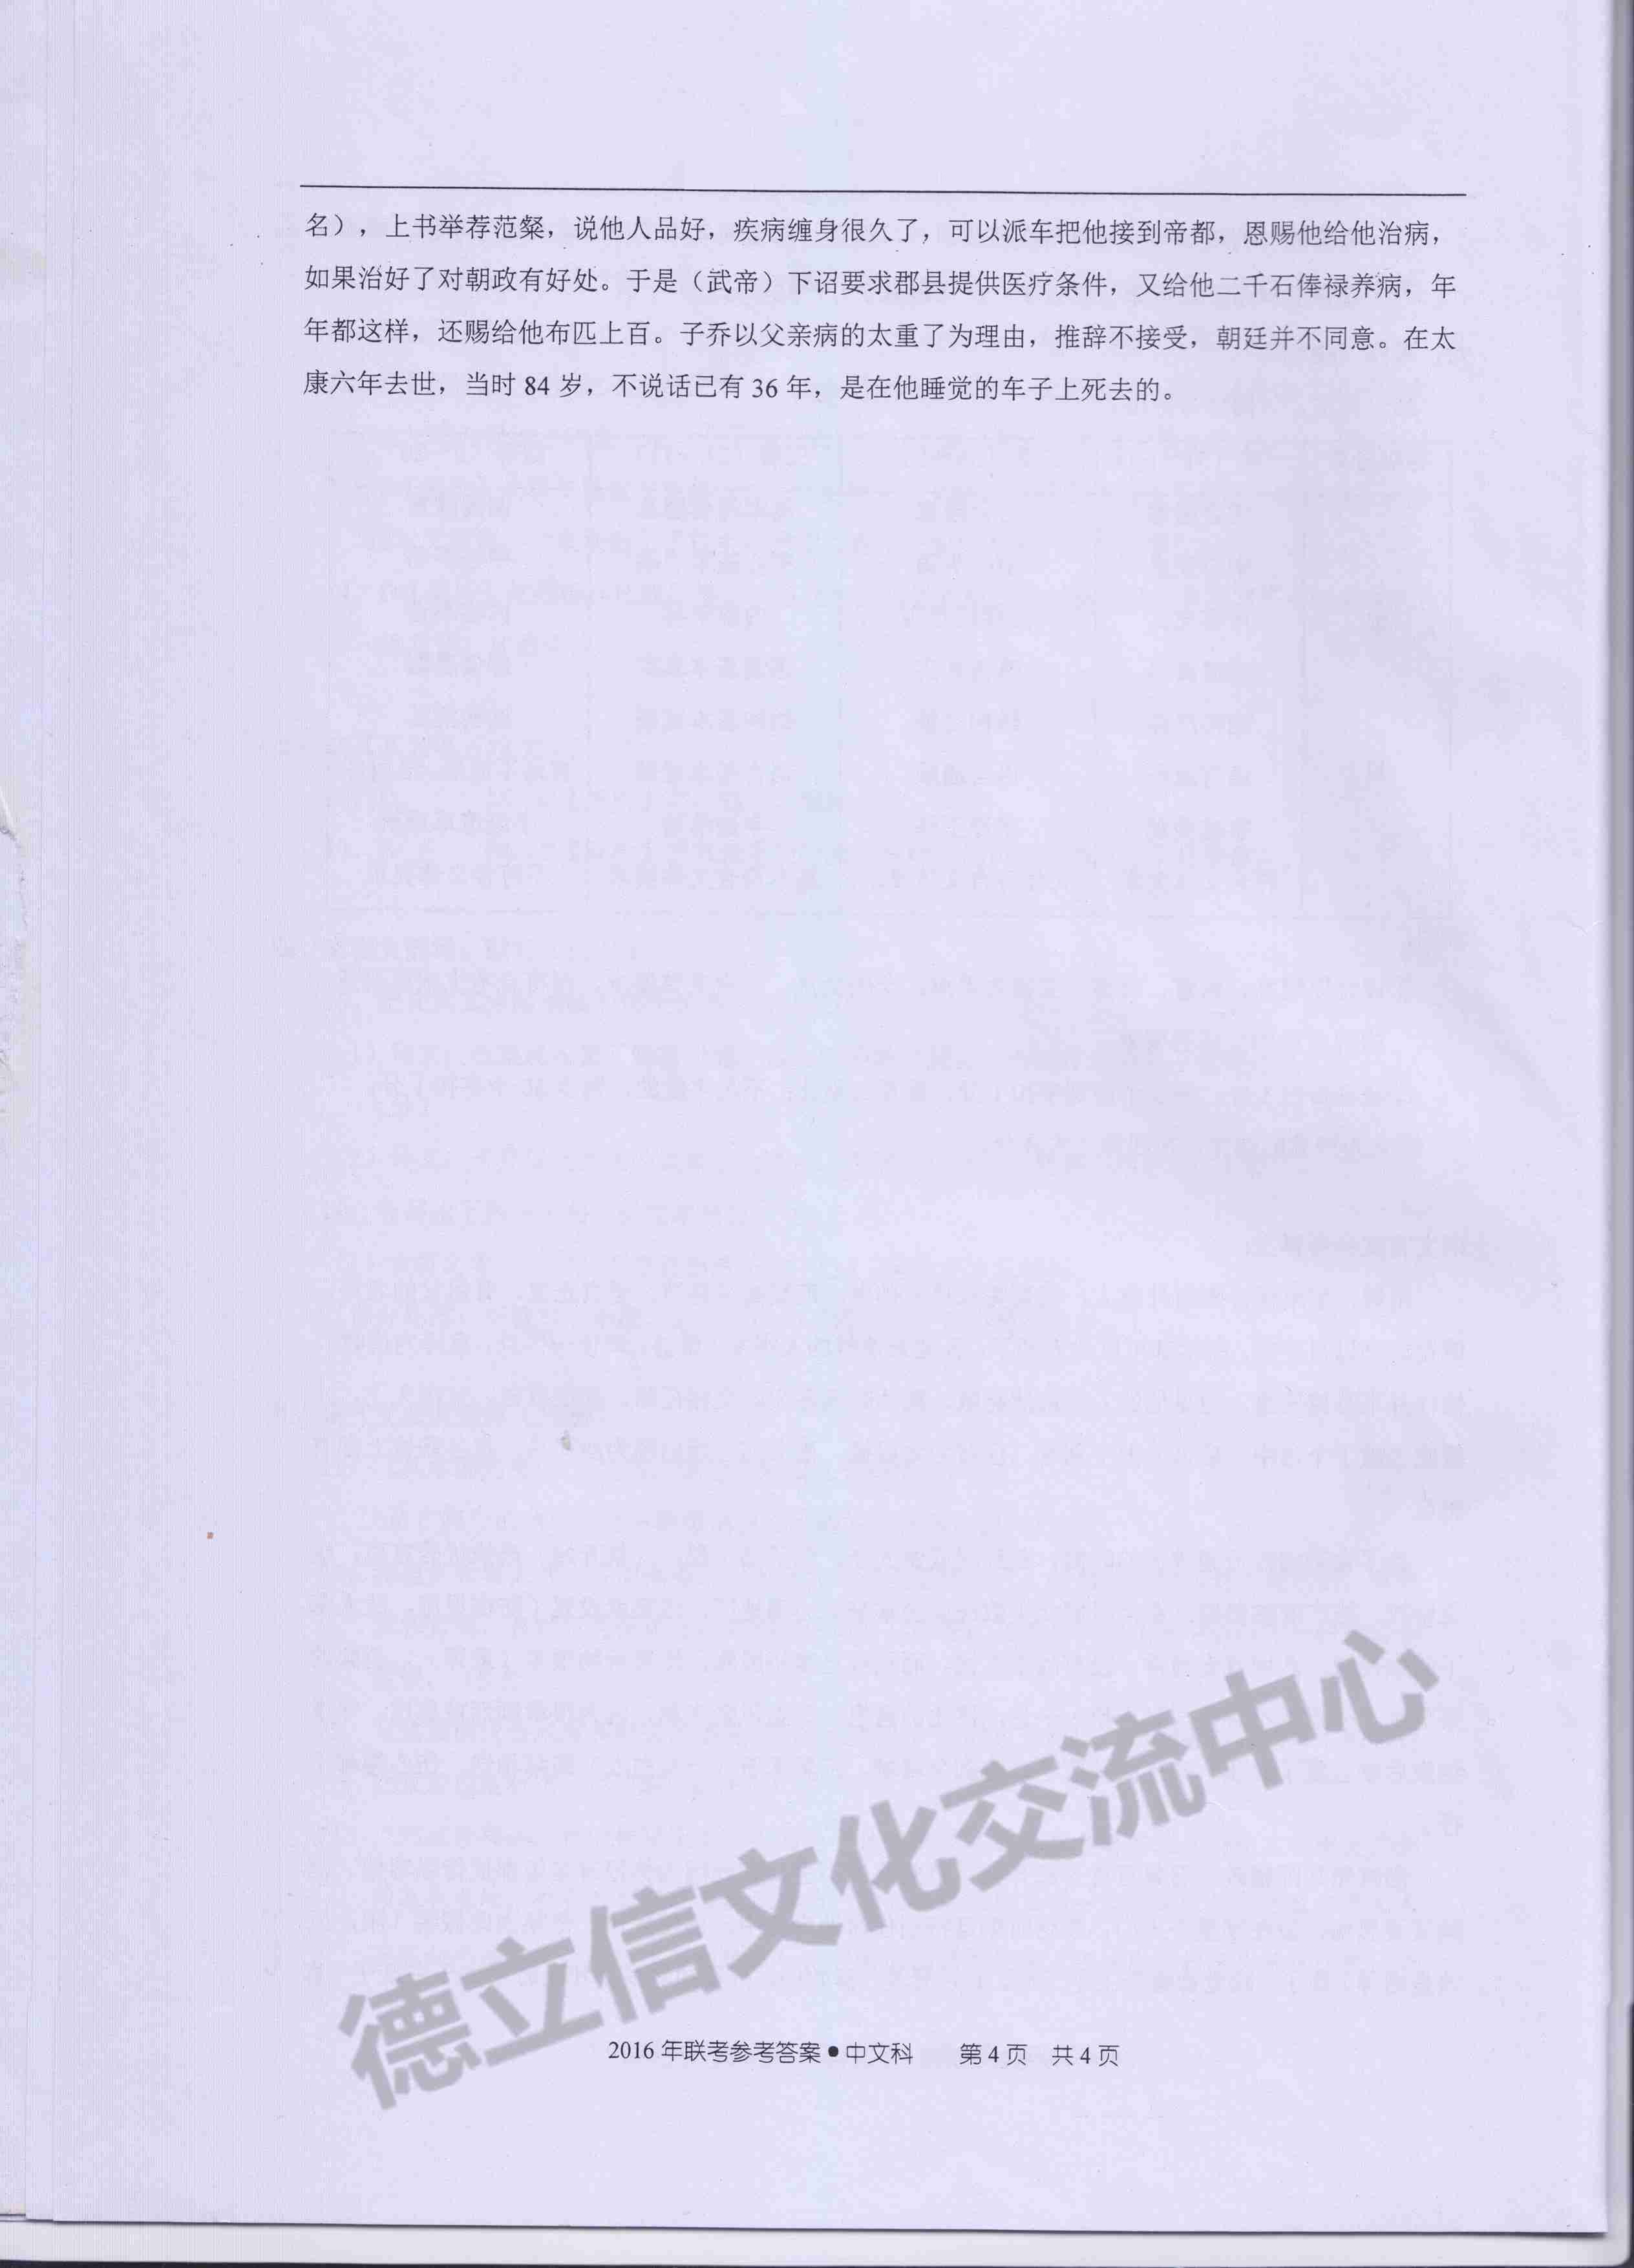 名），上书举荐范粲，说他人品好，疾病缠身很久了，可以派车把他接到帝都，恩赐他给他治病，
如果治好了对朝政有好处。于是（武帝）下诏要求郡县提供医疗条件，又给他二千石俸禄养病，年
年都这样，还赐给他布匹上百。子乔以父亲病的太重了为理由，推辞不接受，朝廷并不同意。在太
康六年去世，当时 84 岁，不说话已有 36 年，是在他睡觉的车子上死去的。
德立信文化交流中心
2016 年联考参考答案●中文科 第 4 页 共 4 页